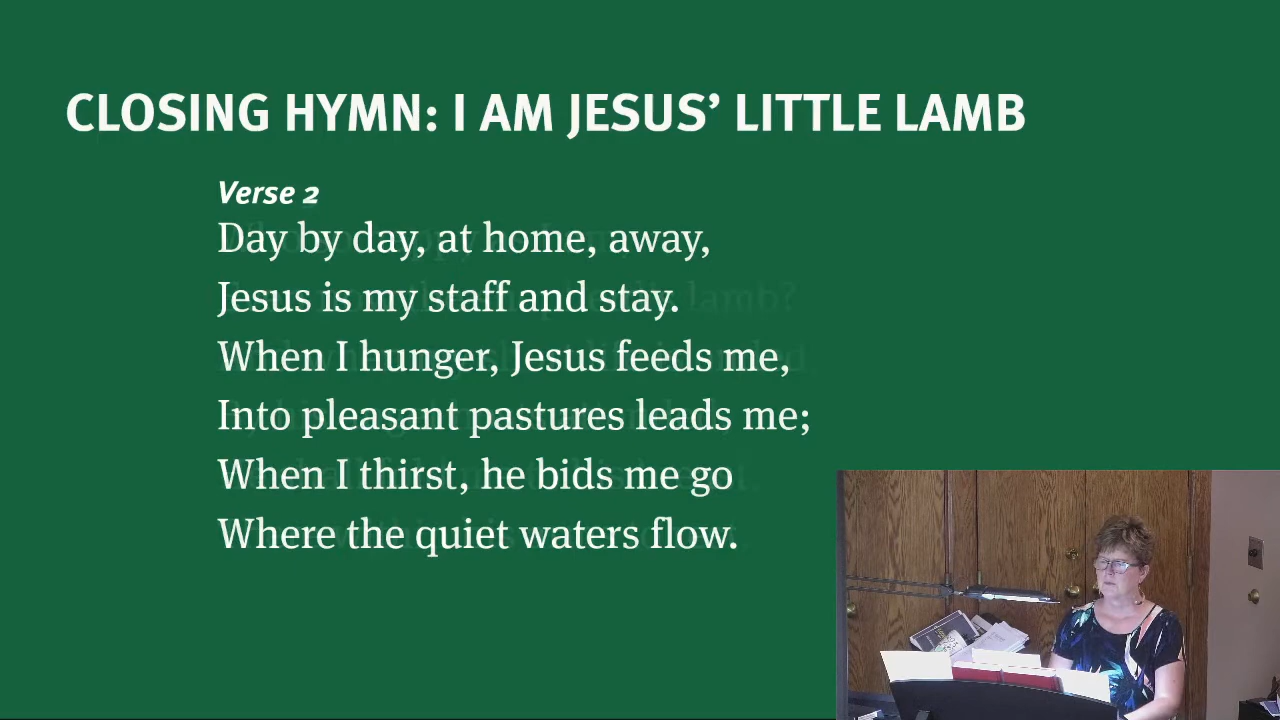 CLOSING HYMN: I AM JESUS’ LITTLE LAMB
Verse 2
Day by day, at home, away,
Jesus is my staff and stay.
When I hunger, Jesus feeds me,
Into pleasant pastures leads me;
When I thirst, he bids me go
Where the quiet waters flow.
lamb?